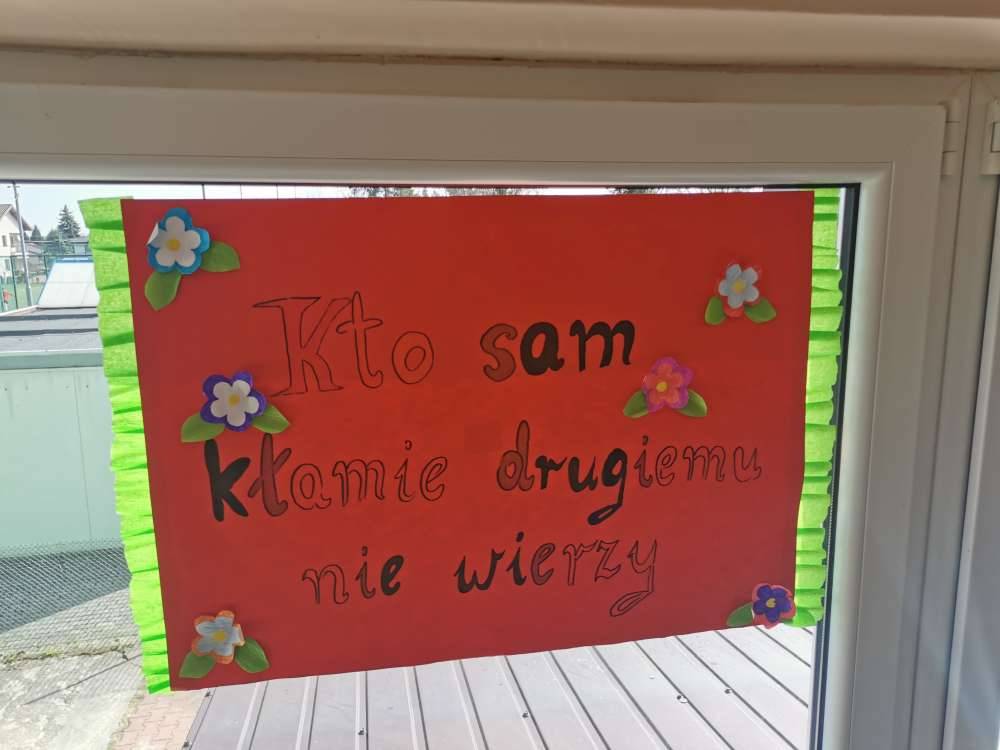 Kto sam
kłamie drugiemu
nie wierzy